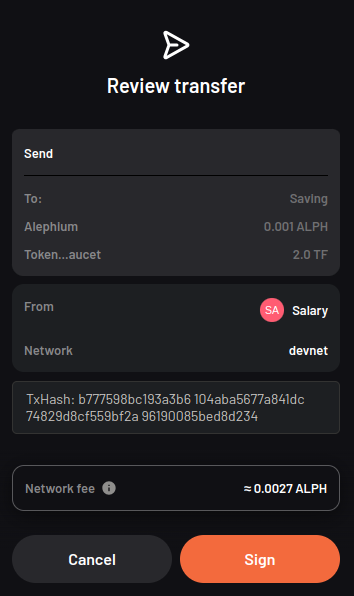 Review transfer
Send
To: Saving
Alephium 0.001 ALPH
Token...aucet 2.0 TF
From SA Salary
Network devnet
TxHash: b777598bc193a3b6 104aba5677a841dc
74829d8cf559bf2a 96190085bed8d234
Network fee i ≈ 0.0027 ALPH
Cancel Sign